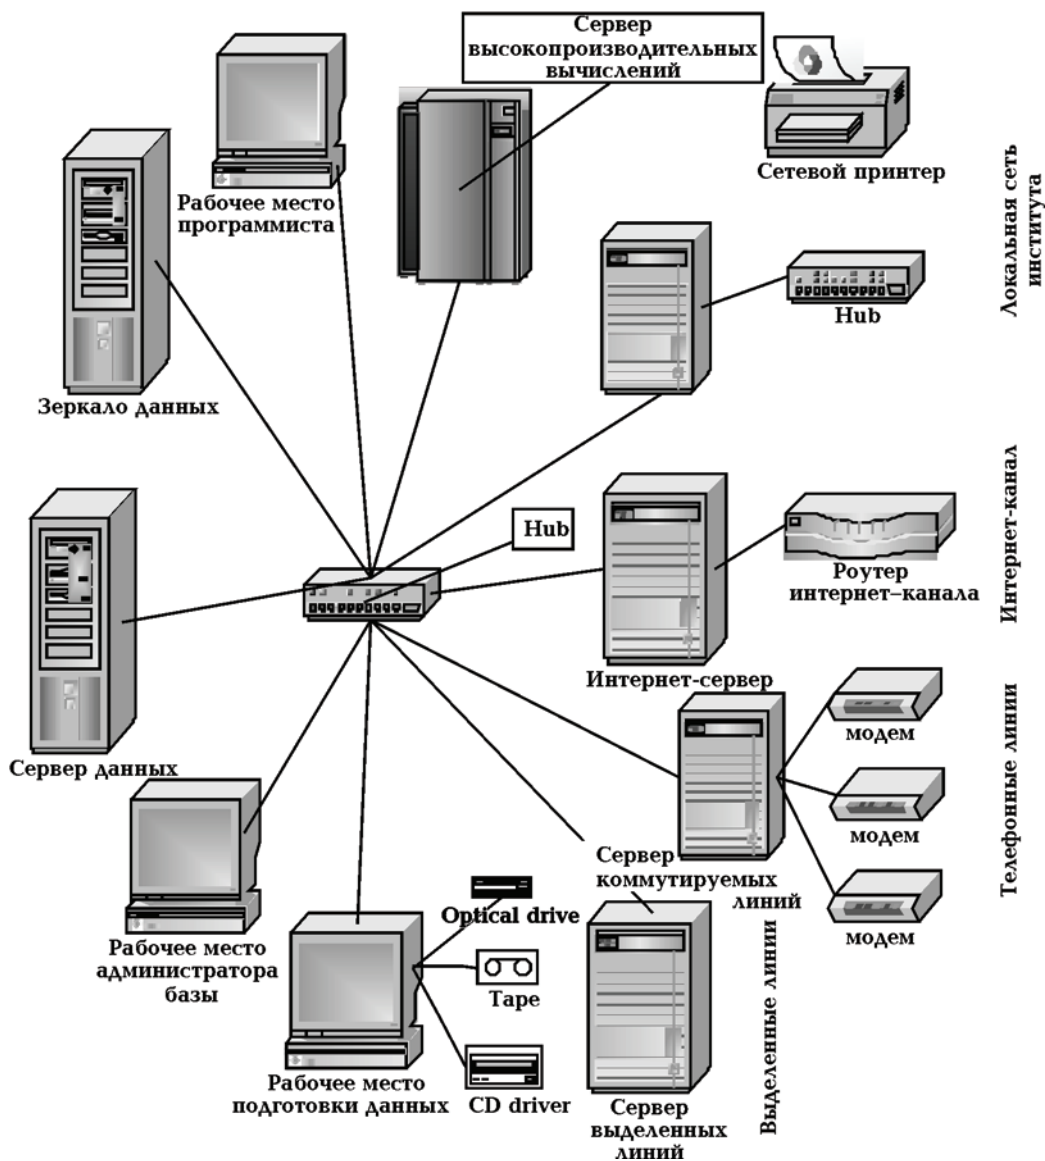 Сервер
высокопроизводительных
вычислений
Сетевой принтер
Рабочее место
программиста
Локальная сеть
института
Hub
Зеркало данных
Интернет-канал
Hub
Роутер
интернет–канала
Интернет-сервер
Сервер данных
Телефонные линии
модем
модем
модем
Сервер
коммутируемых
линий
Optical drive
Рабочее место
администратора
базы
Tape
Выделенные линии
Рабочее место
подготовки данных
CD driver
Сервер
выделенных
линий